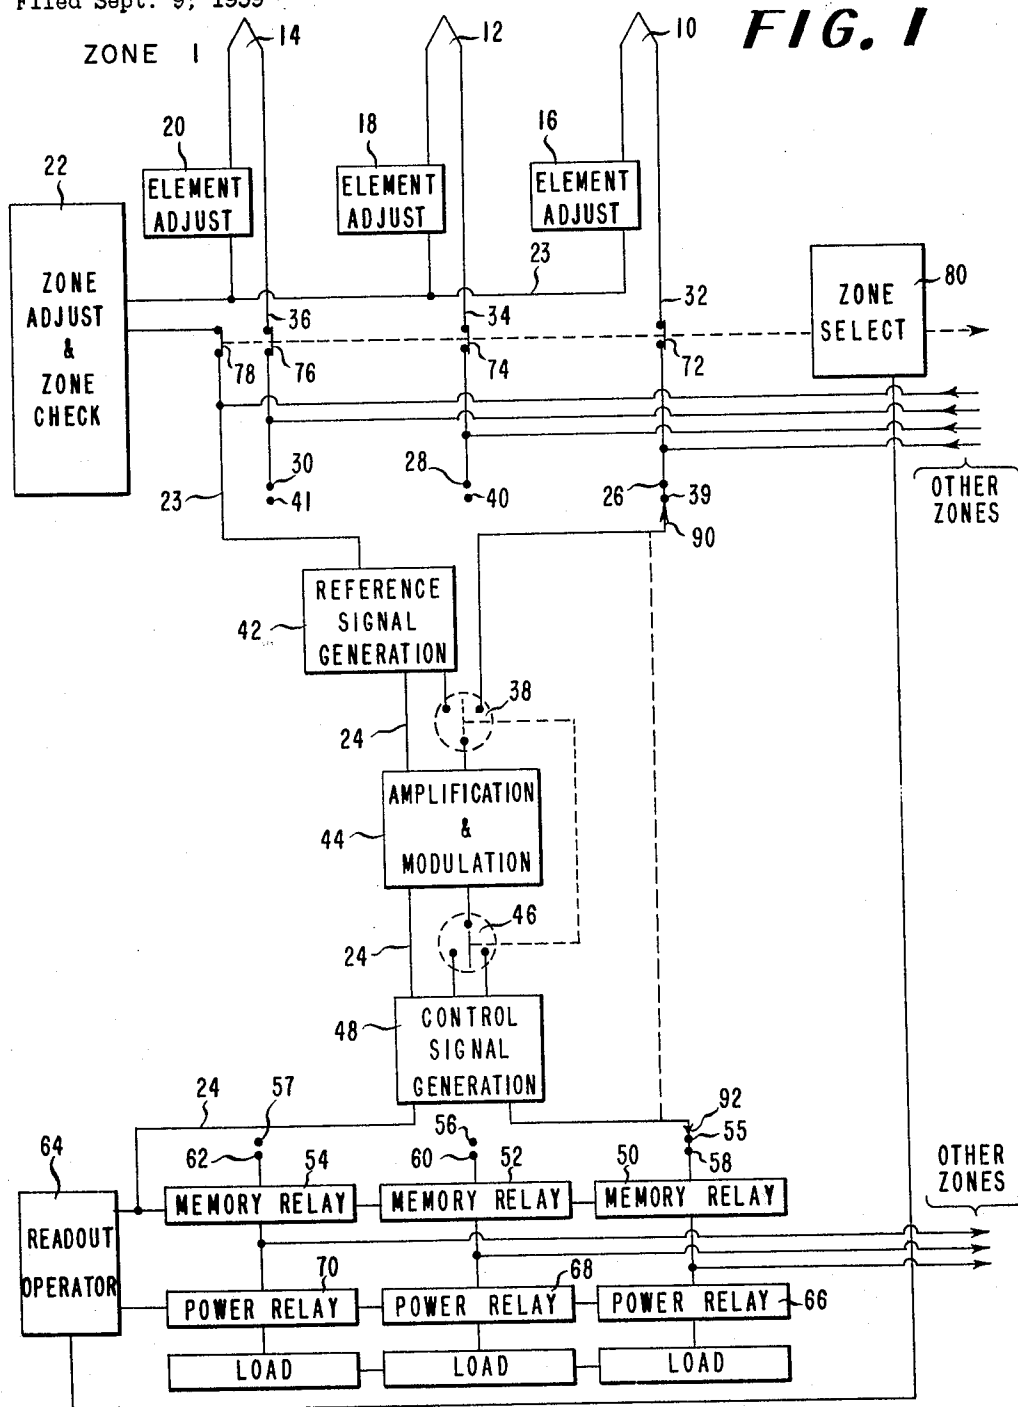 Filed Sept. 9, 1959
FIG. 1
ZONE 1
14
12
10
20
18
16
22
ELEMENT
ADJUST
ELEMENT
ADJUST
ELEMENT
ADJUST
23
80
ZONE
ADJUST
&
ZONE
CHECK
36
34
32
ZONE
SELECT
78
76
74
72
30
41
28
40
26
39
23
90
OTHER
ZONES
REFERENCE
SIGNAL
GENERATION
42
38
24
AMPLIFICATION
&
MODULATION
44
46
24
CONTROL
SIGNAL
GENERATION
48
24
57
56
92
55
64
62
54
60
52
50
58
OTHER
ZONES
MEMORY RELAY
MEMORY RELAY
MEMORY RELAY
READOUT
OPERATOR
70
68
POWER RELAY
POWER RELAY
POWER RELAY
66
LOAD
LOAD
LOAD